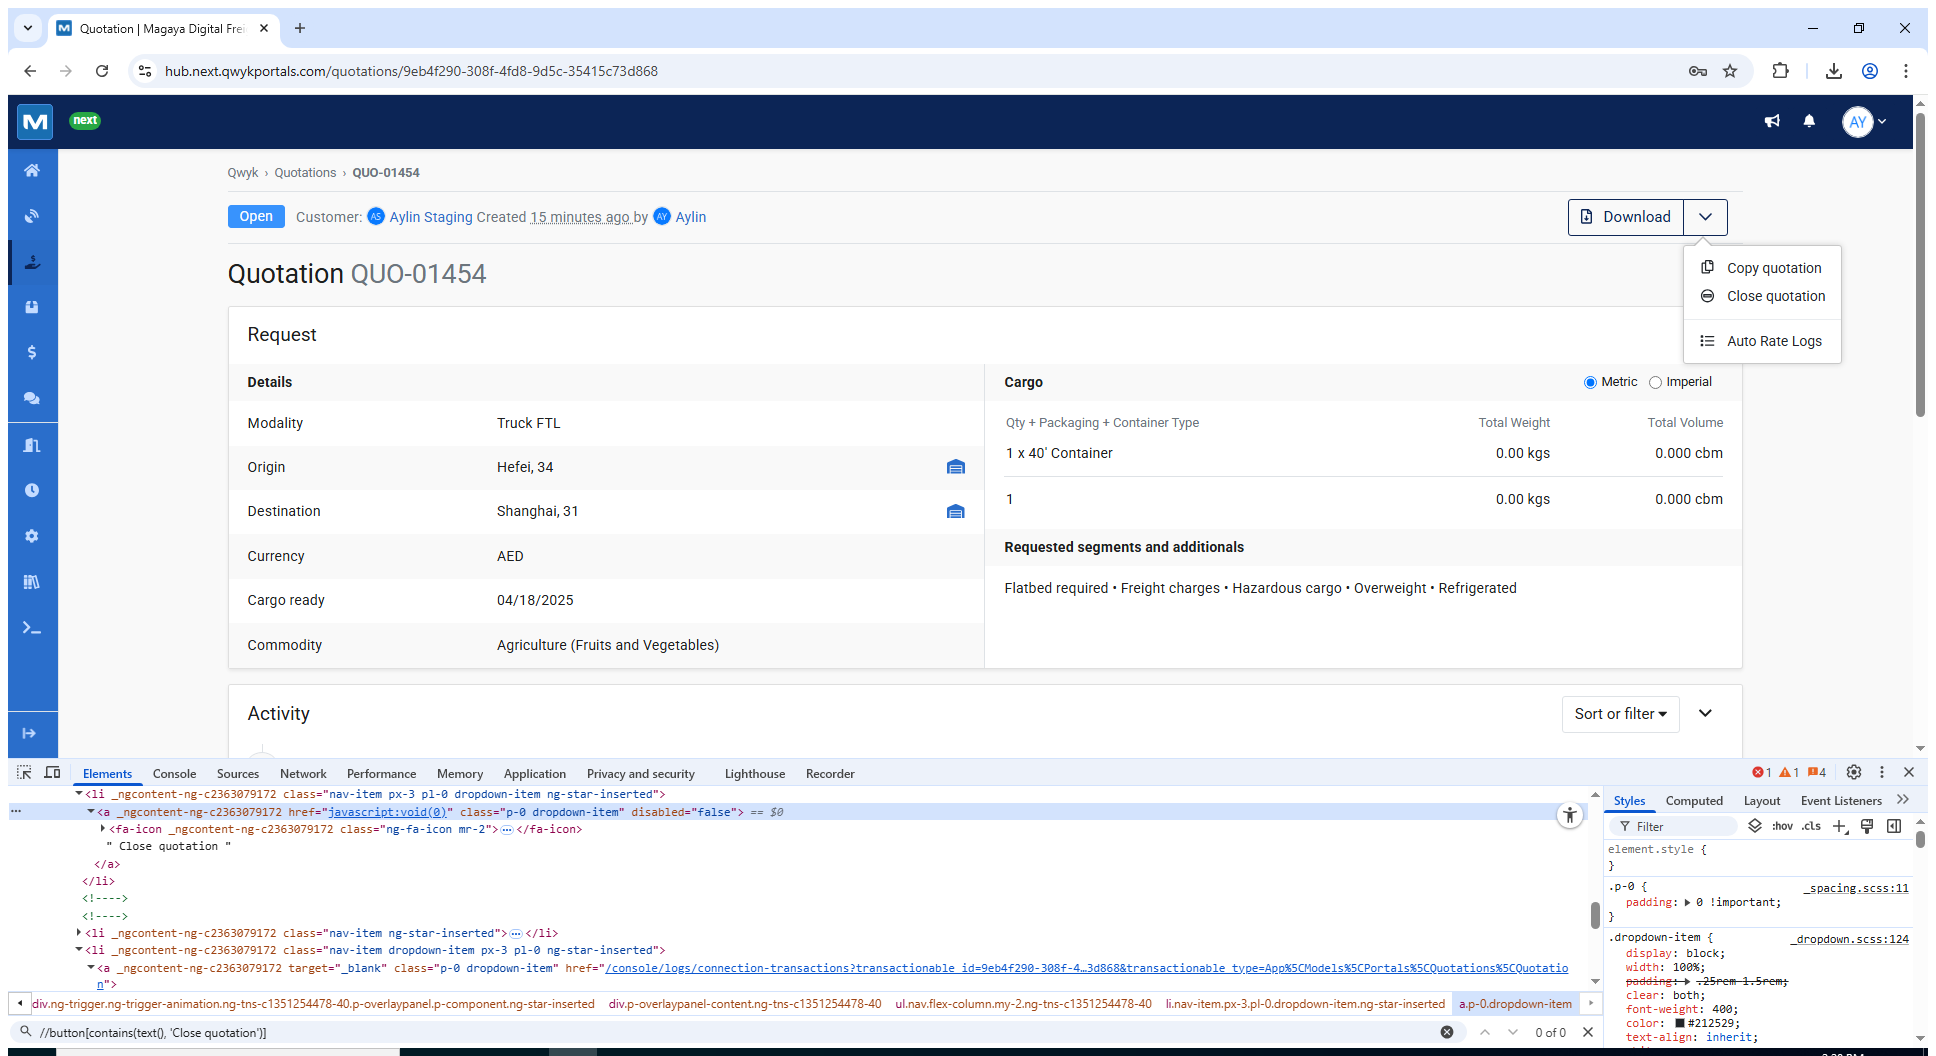 Quotation | Magaya Digital Frei
hub.next.qwykportals.com/quotations/9eb4f290-308f-4fd8-9d5c-35415c73d868
next
AY
Qwyk › Quotations › QUO-01454
Open Customer: AS Aylin Staging Created 15 minutes ago by AY Aylin
Download
Copy quotation
Close quotation
Auto Rate Logs
Quotation QUO-01454
Request
Details
Modality Truck FTL
Origin Hefei, 34
Destination Shanghai, 31
Currency AED
Cargo ready 04/18/2025
Commodity Agriculture (Fruits and Vegetables)
Cargo Metric Imperial
Qty + Packaging + Container Type Total Weight Total Volume
1 x 40' Container 0.00 kgs 0.000 cbm
1 0.00 kgs 0.000 cbm
Requested segments and additionals
Flatbed required • Freight charges • Hazardous cargo • Overweight • Refrigerated
Activity
Sort or filter
Elements Console Sources Network Performance Memory Application Privacy and security Lighthouse Recorder
1 1 4
<li _ngcontent-ng-c2363079172 class="nav-item px-3 pl-0 dropdown-item ng-star-inserted">
<a _ngcontent-ng-c2363079172 href="javascript:void(0)" class="p-0 dropdown-item" disabled="false"> == $0
<fa-icon _ngcontent-ng-c2363079172 class="ng-fa-icon mr-2">…</fa-icon>
" Close quotation "
</a>
</li>
<!---->
<!---->
<li _ngcontent-ng-c2363079172 class="nav-item ng-star-inserted">…</li>
<li _ngcontent-ng-c2363079172 class="nav-item dropdown-item px-3 pl-0 ng-star-inserted">
<a _ngcontent-ng-c2363079172 target="_blank" class="p-0 dropdown-item" href="/console/logs/connection-transactions?transactionable_id=9eb4f290-308f-4…3d868&transactionable_type=App%5CModels%5CPortals%5CQuotations%5CQuotatio
n">
div.ng-trigger.ng-trigger-animation.ng-tns-c1351254478-40.p-overlaypanel.p-component.ng-star-inserted div.p-overlaypanel-content.ng-tns-c1351254478-40 ul.nav.flex-column.my-2.ng-tns-c1351254478-40 li.nav-item.px-3.pl-0.dropdown-item.ng-star-inserted a.p-0.dropdown-item
//button[contains(text(), 'Close quotation')]
0 of 0
Styles Computed Layout Event Listeners
Filter
:hov .cls
element.style {
}
.p-0 { _spacing.scss:11
padding: 0 !important;
}
.dropdown-item { _dropdown.scss:124
display: block;
width: 100%;
padding: .25rem 1.5rem;
clear: both;
font-weight: 400;
color: #212529;
text-align: inherit;